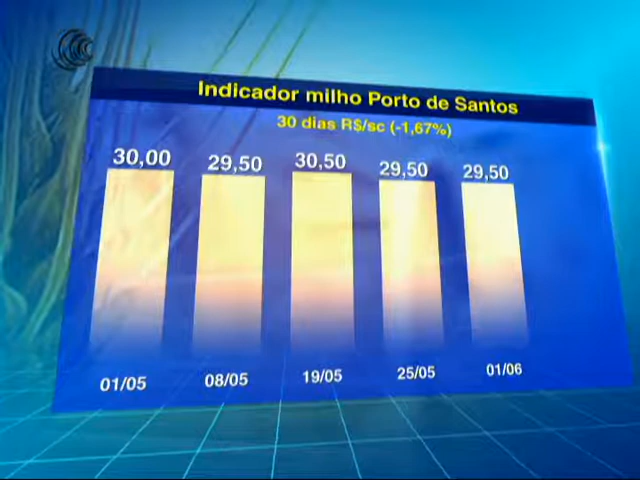 Indicador milho Porto de Santos
30 dias R$/sc (-1,67%)
30,00 29,50 30,50 29,50 29,50
01/05 08/05 19/05 25/05 01/06